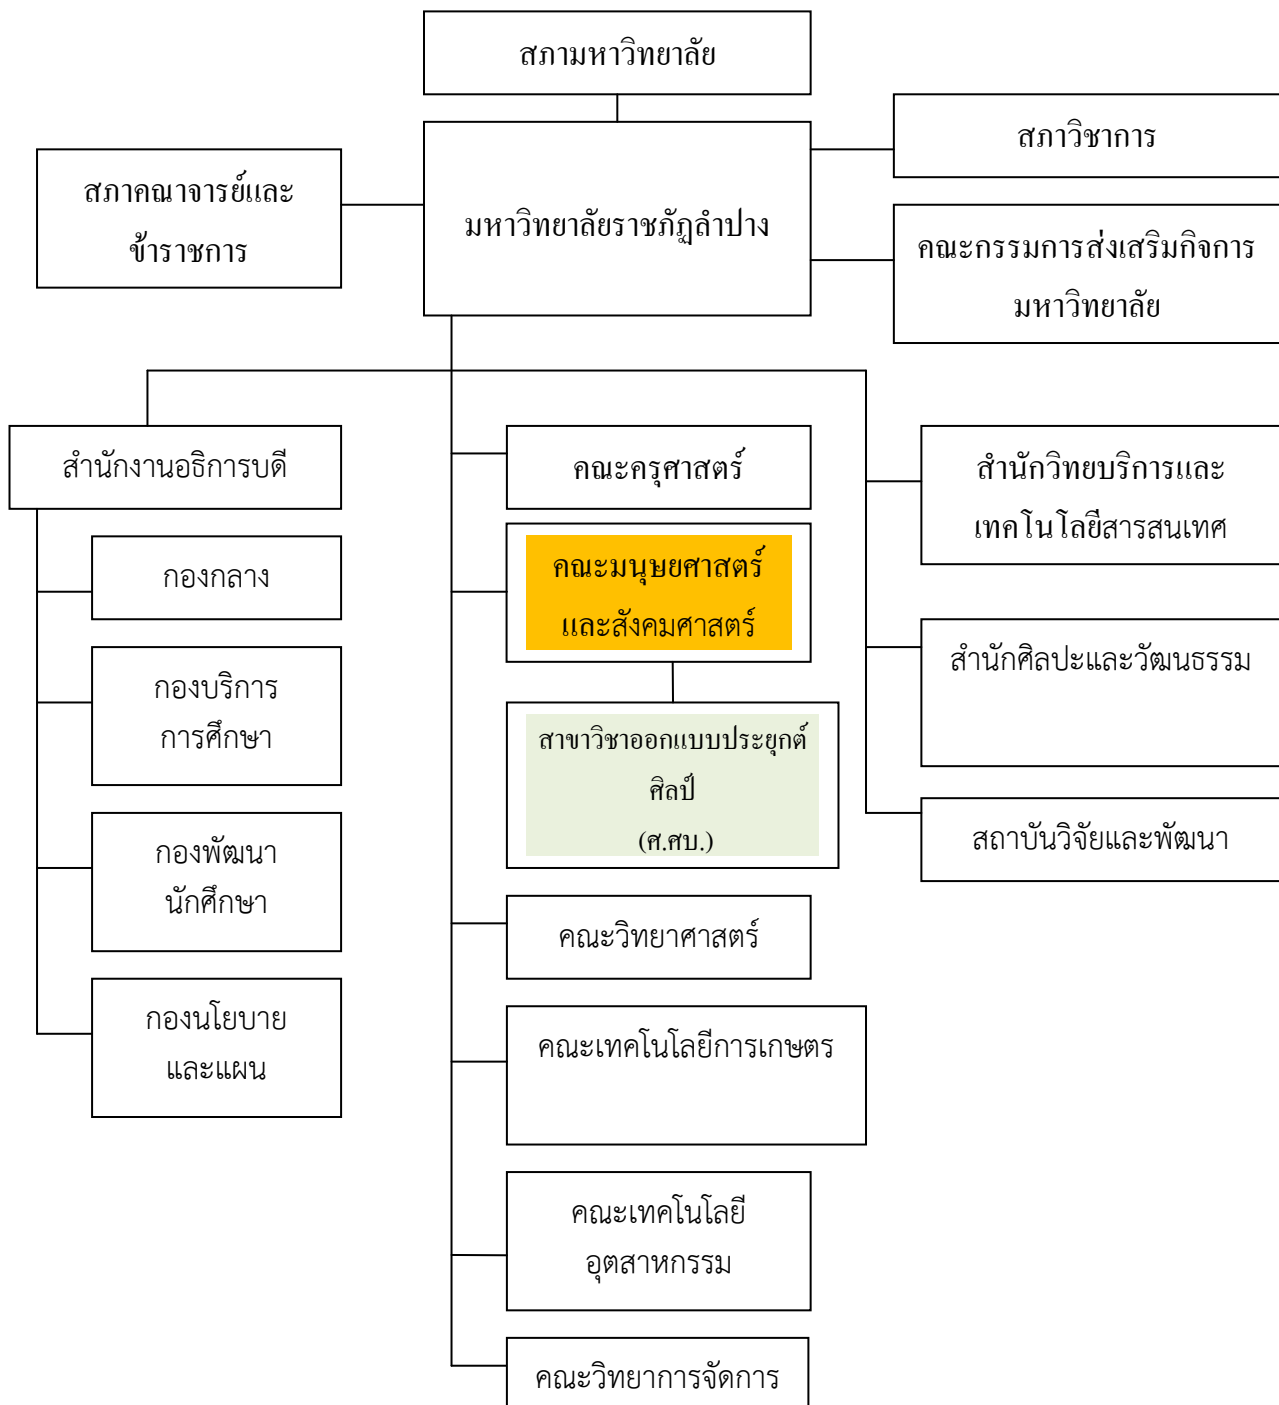 สภามหาวิทยาลัย
สภาวิชาการ
สภาคณาจารย์และ
ข้าราชการ
มหาวิทยาลัยราชภัฏลำปาง
คณะกรรมการส่งเสริมกิจการ
มหาวิทยาลัย
สำนักงานอธิการบดี
กองกลาง
กองบริการ
การศึกษา
กองพัฒนา
นักศึกษา
กองนโยบาย
และแผน
คณะครุศาสตร์
คณะมนุษยศาสตร์
และสังคมศาสตร์
สาขาวิชาออกแบบประยุกต์
ศิลป์
(ศ.ศบ.)
คณะวิทยาศาสตร์
คณะเทคโนโลยีการเกษตร
คณะเทคโนโลยี
อุตสาหกรรม
คณะวิทยาการจัดการ
สำนักวิทยบริการและ
เทคโนโลยีสารสนเทศ
สำนักศิลปะและวัฒนธรรม
สถาบันวิจัยและพัฒนา